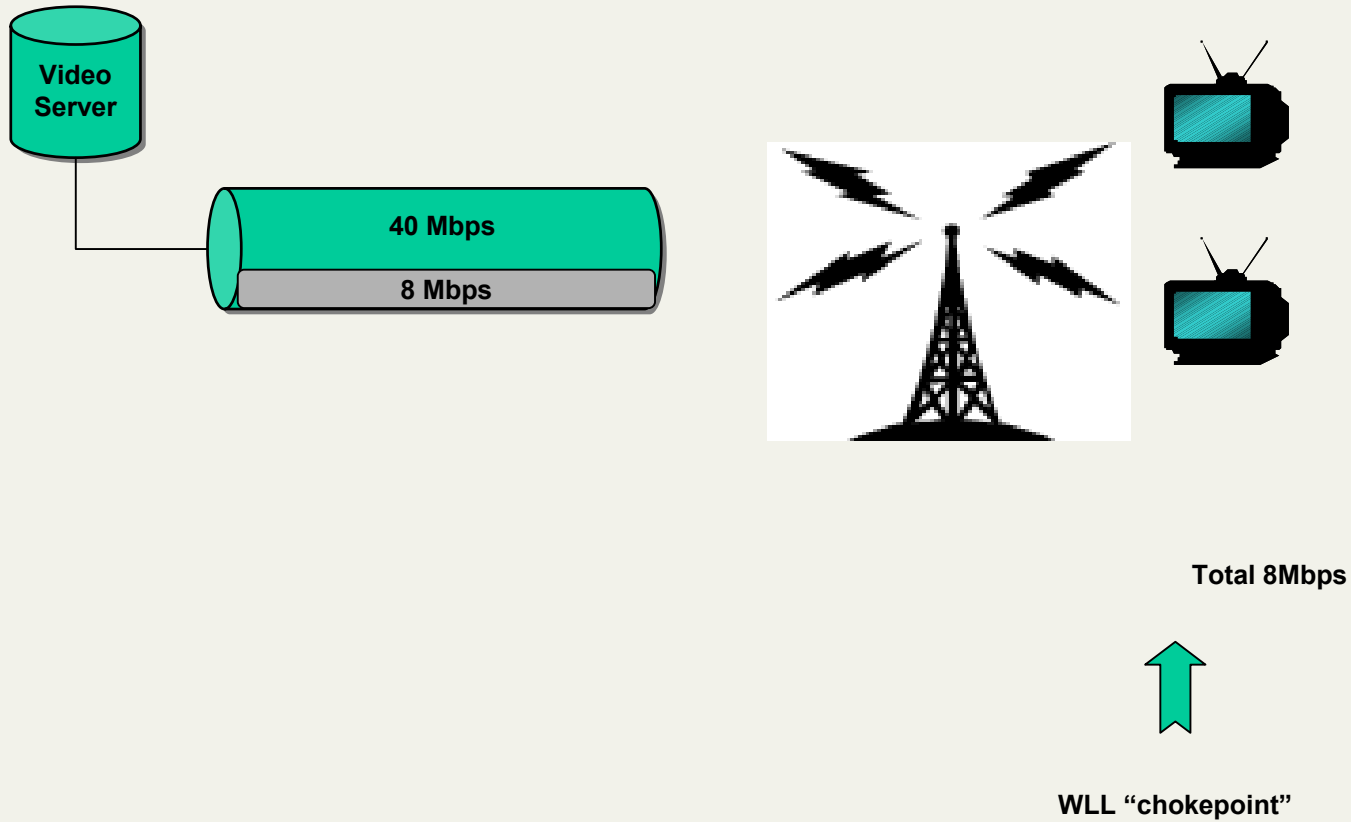 Video
Server
40 Mbps
8 Mbps
Total 8Mbps
WLL “chokepoint”